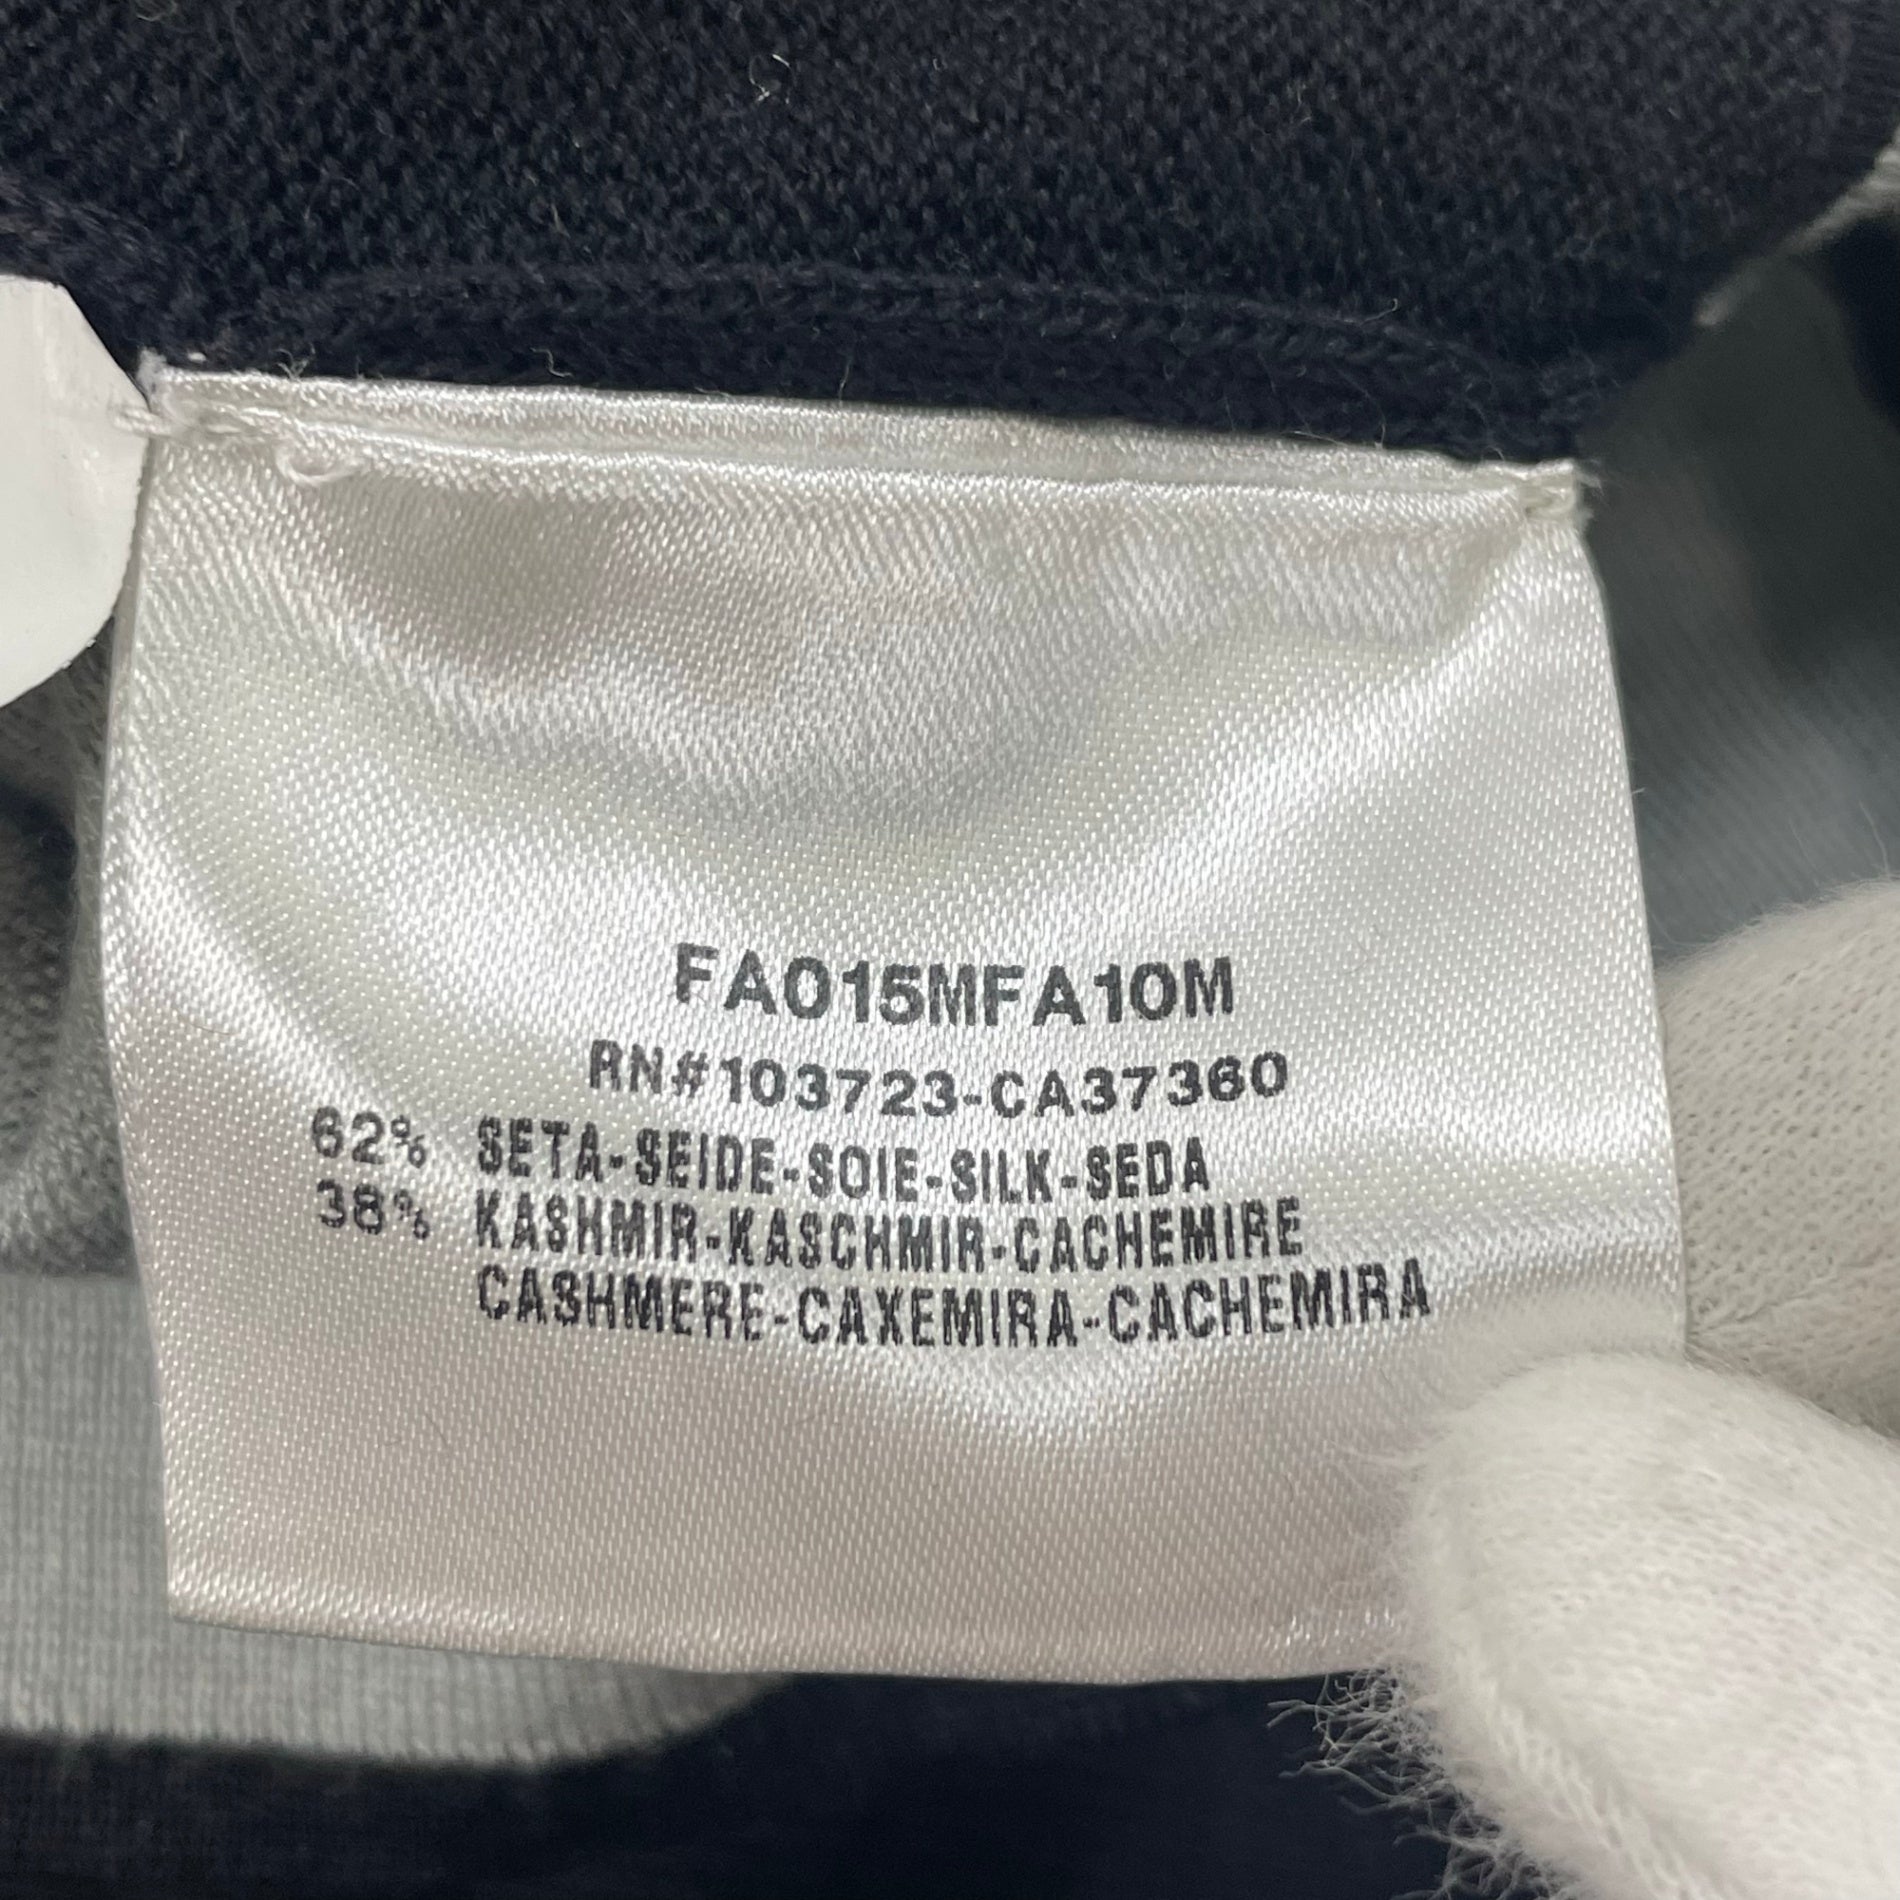 FA015MFA10M
RN#103723-CA37360
62% SETA-SEIDE-SOIE-SILK-SEDA
38% KASHMIR-KASCHMIR-CACHEMIRE
CASHMERE-CAXEMIRA-CACHEMIRA